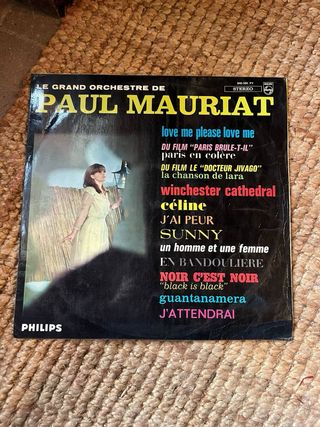 LE GRAND ORCHESTRE DE
STEREO
PHILIPS
PAUL MAURIAT
love me please love me
DU FILM "PARIS BRULE-T-IL"
paris en colère
DU FILM LE "DOCTEUR JIVAGO"
la chanson de lara
winchester cathedral
céline
J'AI PEUR
SUNNY
un homme et une femme
EN BANDOULIERE
NOIR C'EST NOIR
"black is black"
guantanamera
J'ATTENDRAI
PHILIPS